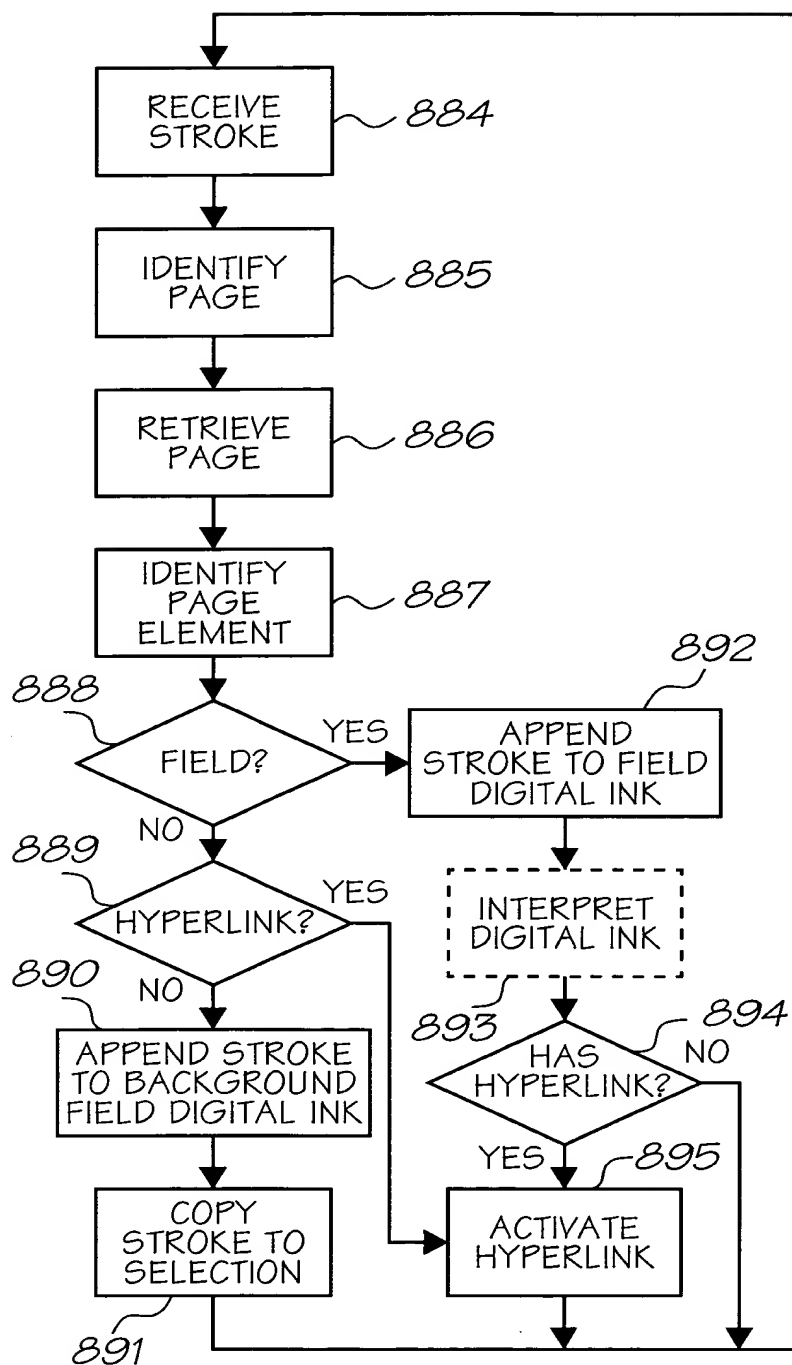 RECEIVE
STROKE
884
IDENTIFY
PAGE
885
RETRIEVE
PAGE
886
IDENTIFY
PAGE
ELEMENT
887
888
FIELD?
YES
NO
892
APPEND
STROKE TO FIELD
DIGITAL INK
889
HYPERLINK?
YES
NO
INTERPRET
DIGITAL INK
893
890
APPEND STROKE
TO BACKGROUND
FIELD DIGITAL INK
894
HAS
HYPERLINK?
NO
YES
895
COPY
STROKE TO
SELECTION
891
ACTIVATE
HYPERLINK